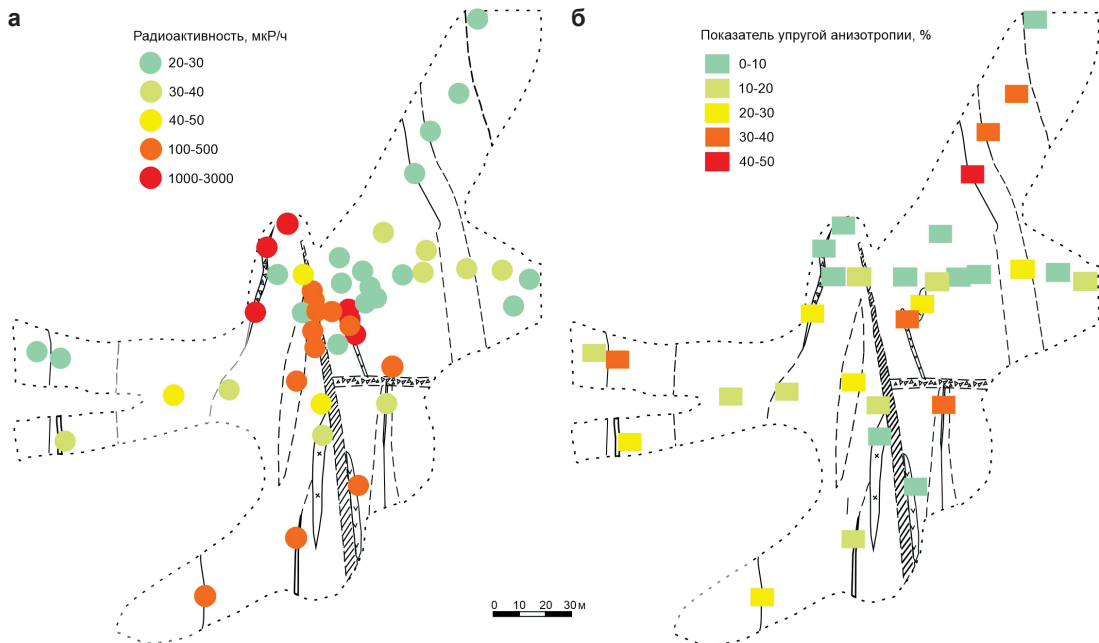 а
Радиоактивность, мкР/ч
20-30
30-40
40-50
100-500
1000-3000
б
Показатель упругой анизотропии, %
0-10
10-20
20-30
30-40
40-50
0 10 20 30 м